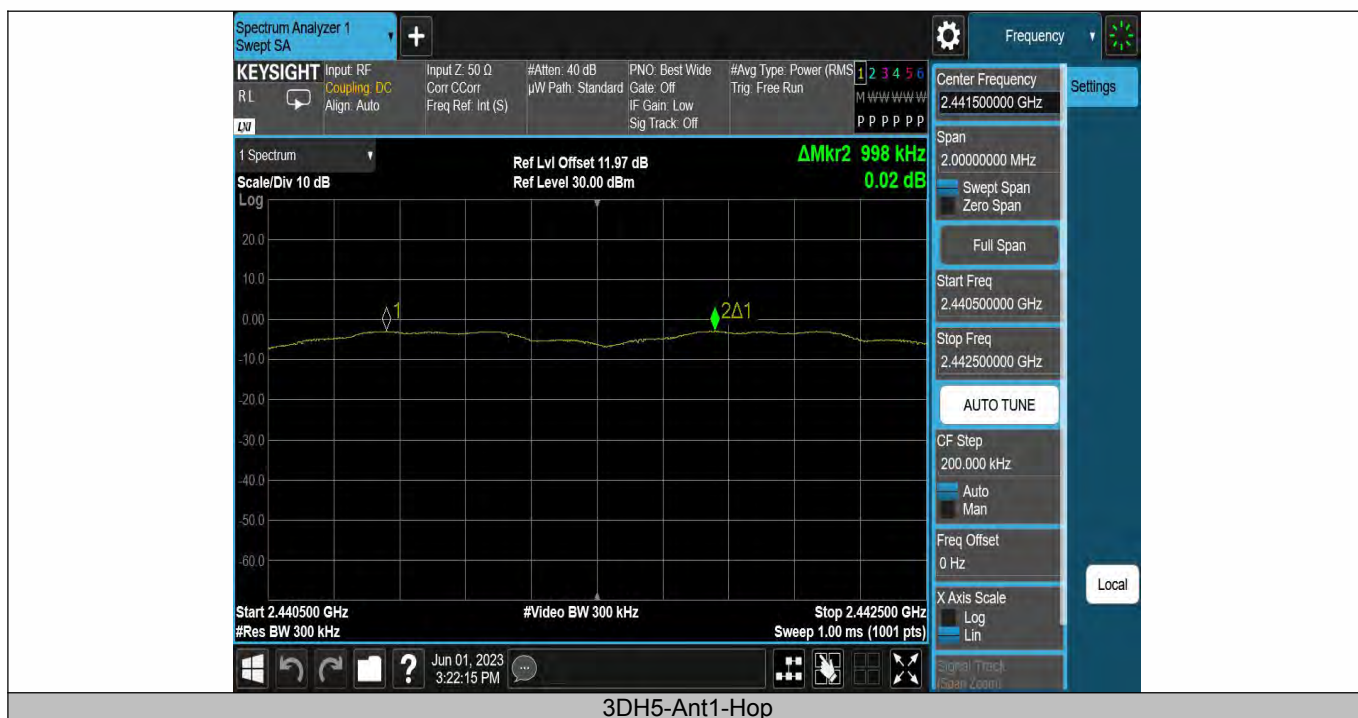 Spectrum Analyzer 1
Swept SA
+
Frequency
KEYSIGHT
R L
LXI
Input: RF
Coupling: DC
Align: Auto
Input Z: 50 Ω
Corr CCorr
Freq Ref: Int (S)
#Atten: 40 dB
µW Path: Standard
PNO: Best Wide
Gate: Off
IF Gain: Low
Sig Track: Off
#Avg Type: Power (RMS
Trig: Free Run
1 2 3 4 5 6
M W W W W W
P P P P P P
1 Spectrum
Scale/Div 10 dB
Log
Ref Lvl Offset 11.97 dB
Ref Level 30.00 dBm
ΔMkr2 998 kHz
0.02 dB
20.0
10.0
0.00
-10.0
-20.0
-30.0
-40.0
-50.0
-60.0
1
2Δ1
Start 2.440500 GHz
#Res BW 300 kHz
#Video BW 300 kHz
Stop 2.442500 GHz
Sweep 1.00 ms (1001 pts)
Center Frequency
2.441500000 GHz
Settings
Span
2.00000000 MHz
Swept Span
Zero Span
Full Span
Start Freq
2.440500000 GHz
Stop Freq
2.442500000 GHz
AUTO TUNE
CF Step
200.000 kHz
Auto
Man
Freq Offset
0 Hz
X Axis Scale
Log
Lin
Local
Signal Track
(Span Zoom)
?
Jun 01, 2023
3:22:15 PM
3DH5-Ant1-Hop